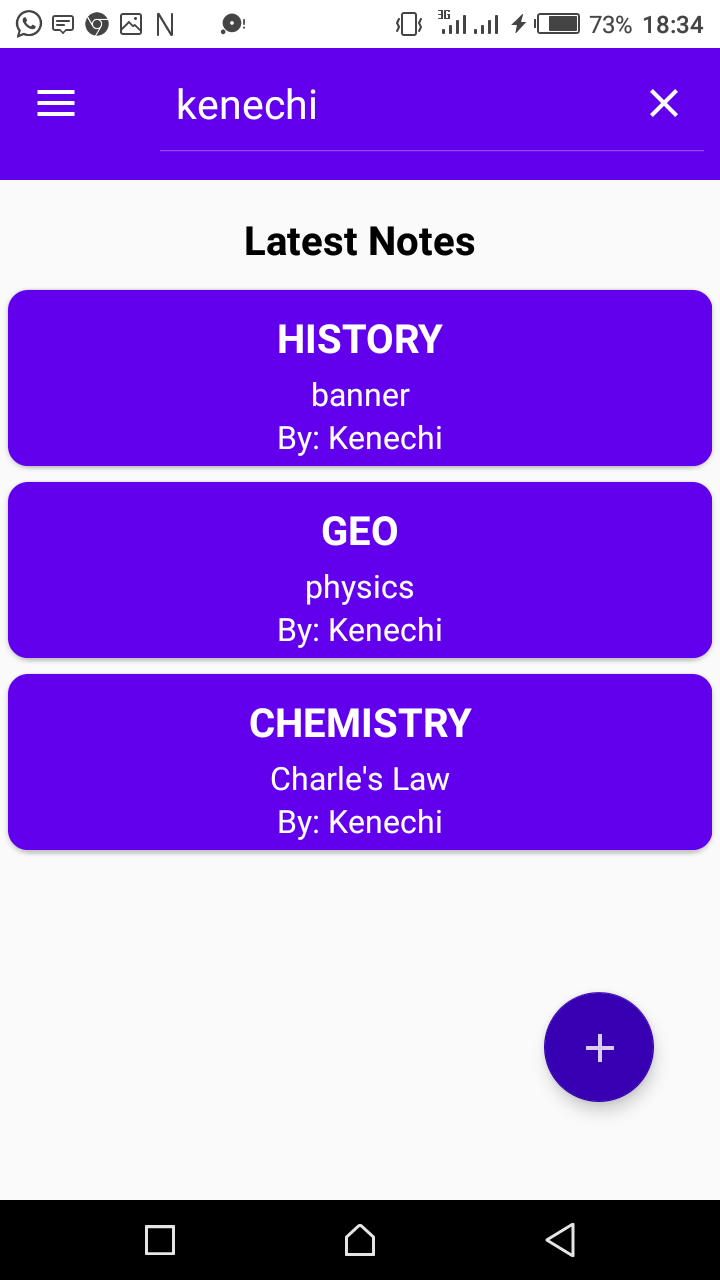 3G 73% 18:34
kenechi
Latest Notes
HISTORY
banner
By: Kenechi
GEO
physics
By: Kenechi
CHEMISTRY
Charle's Law
By: Kenechi